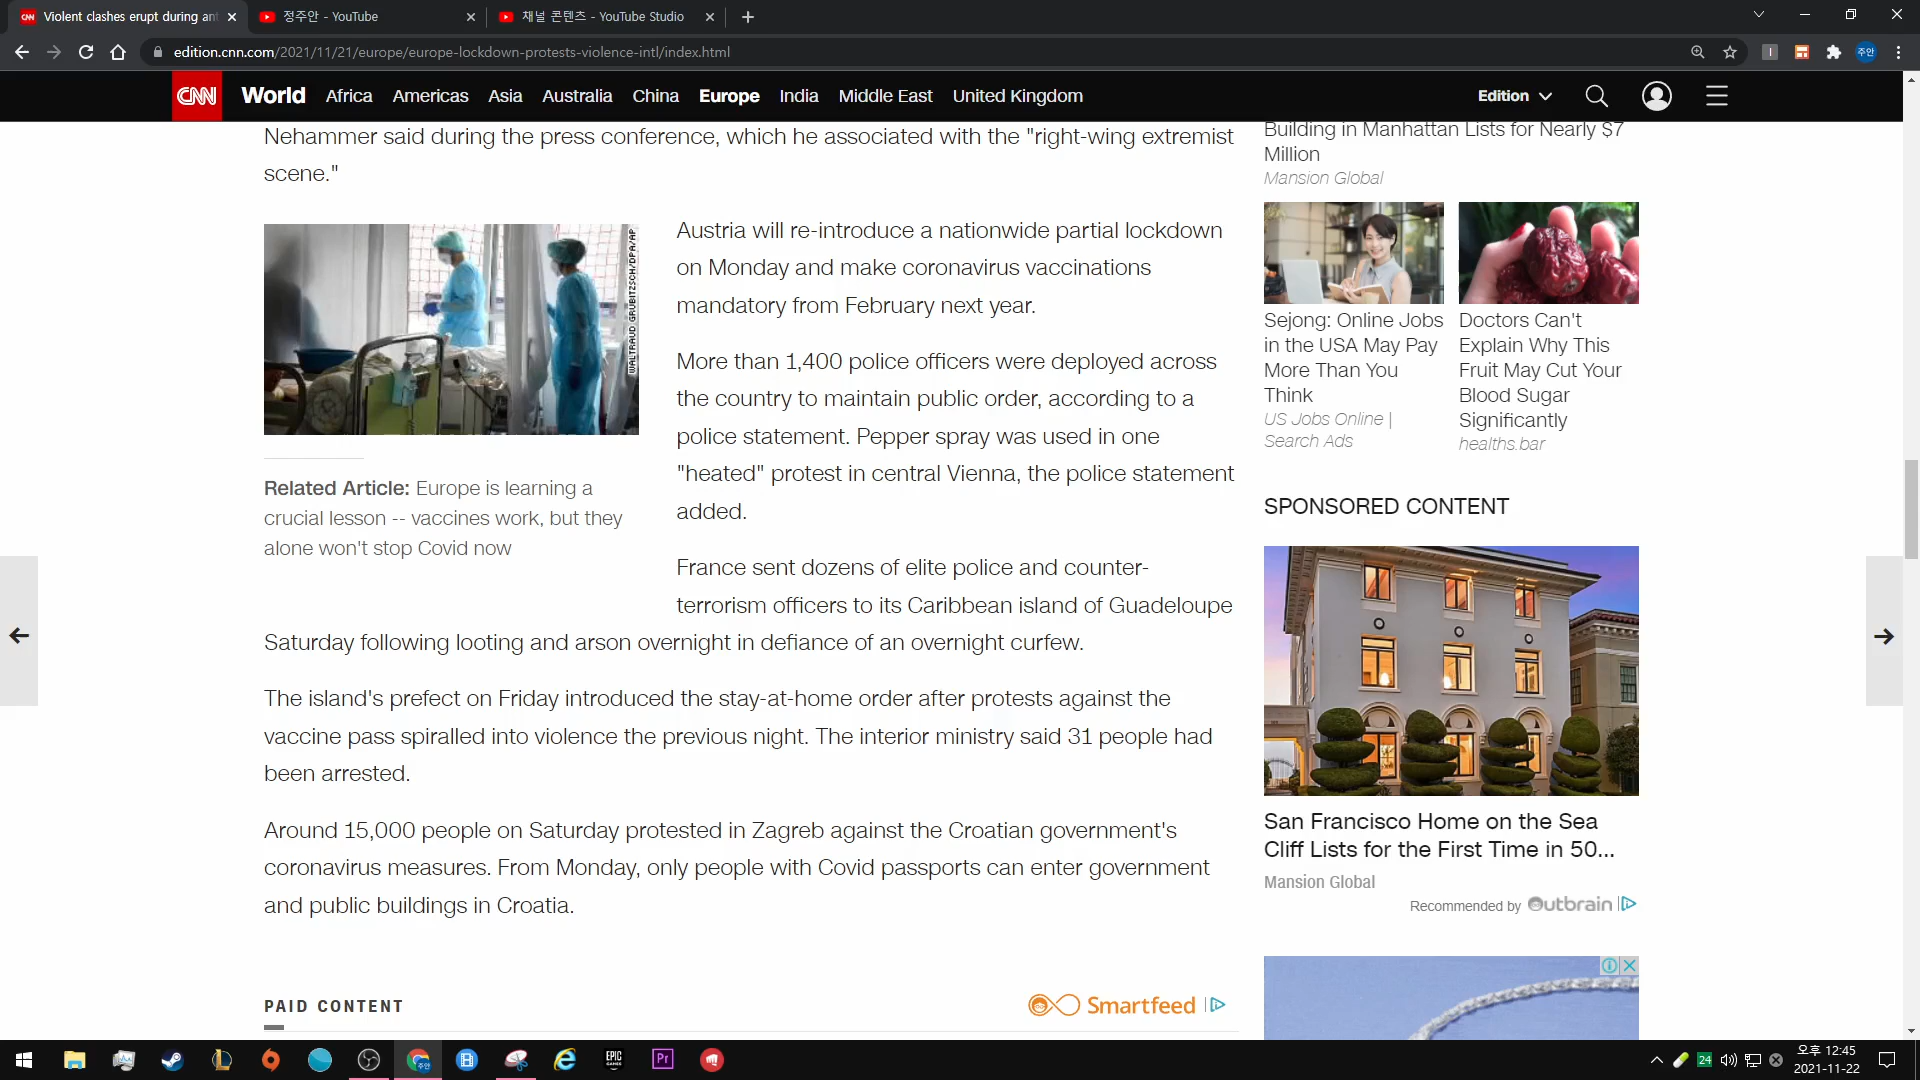 CNN Violent clashes erupt during ant
정주안 - YouTube
채널 콘텐츠 - YouTube Studio
edition.cnn.com/2021/11/21/europe/europe-lockdown-protests-violence-intl/index.html
주안
CNN World Africa Americas Asia Australia China Europe India Middle East United Kingdom
Edition
Nehammer said during the press conference, which he associated with the "right-wing extremist
scene."
WALTRAUD GRUBITZSCH/DPA/AP
Related Article: Europe is learning a
crucial lesson -- vaccines work, but they
alone won't stop Covid now
Austria will re-introduce a nationwide partial lockdown
on Monday and make coronavirus vaccinations
mandatory from February next year.
More than 1,400 police officers were deployed across
the country to maintain public order, according to a
police statement. Pepper spray was used in one
"heated" protest in central Vienna, the police statement
added.
France sent dozens of elite police and counter-
terrorism officers to its Caribbean island of Guadeloupe
Saturday following looting and arson overnight in defiance of an overnight curfew.
The island's prefect on Friday introduced the stay-at-home order after protests against the
vaccine pass spiralled into violence the previous night. The interior ministry said 31 people had
been arrested.
Around 15,000 people on Saturday protested in Zagreb against the Croatian government's
coronavirus measures. From Monday, only people with Covid passports can enter government
and public buildings in Croatia.
PAID CONTENT
Smartfeed
Building in Manhattan Lists for Nearly $7
Million
Mansion Global
Sejong: Online Jobs
in the USA May Pay
More Than You
Think
US Jobs Online |
Search Ads
Doctors Can't
Explain Why This
Fruit May Cut Your
Blood Sugar
Significantly
healths.bar
SPONSORED CONTENT
San Francisco Home on the Sea
Cliff Lists for the First Time in 50...
Mansion Global
Recommended by Outbrain
주안
EPIC
GAMES
Pr
24
오후 12:45
2021-11-22